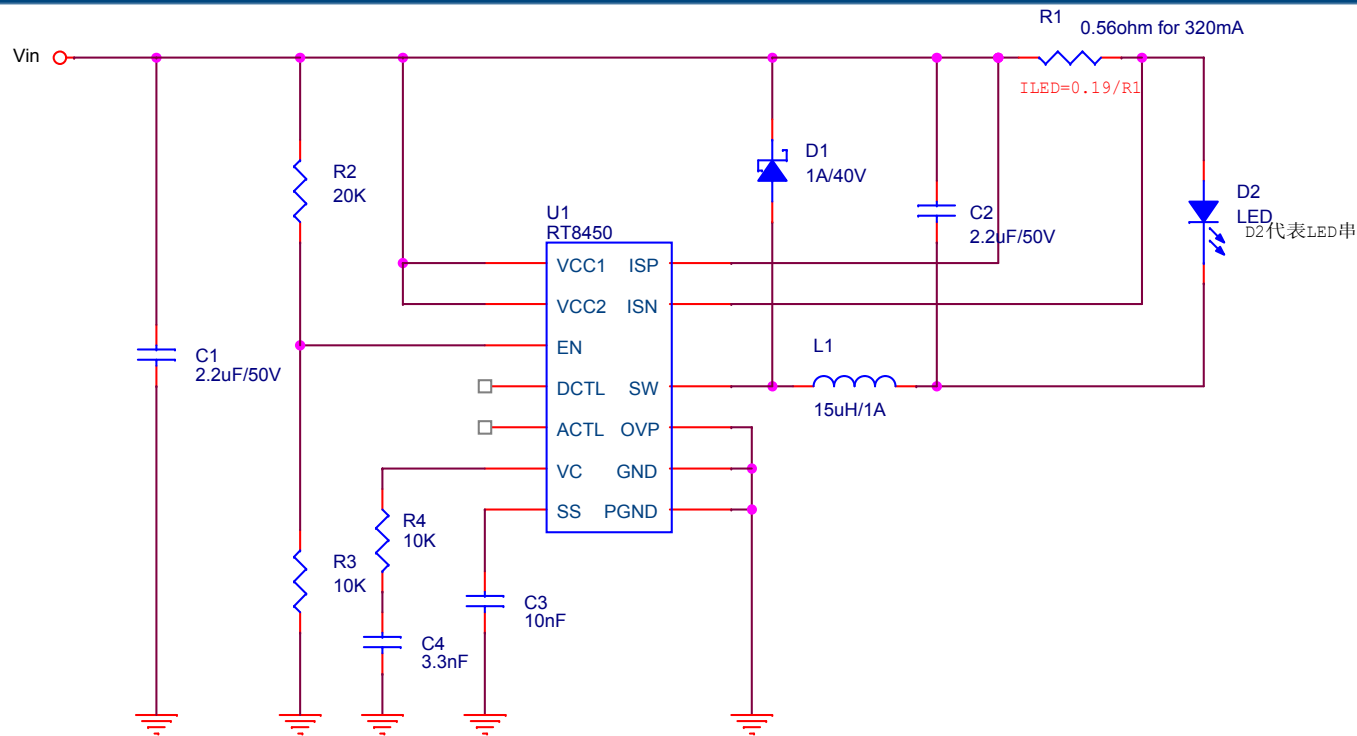 R1
0.56ohm for 320mA
Vin
ILED=0.19/R1
D1
1A/40V
R2
20K
D2
LED
D2代表LED串
C2
2.2uF/50V
U1
RT8450
VCC1
ISP
VCC2
ISN
EN
L1
C1
2.2uF/50V
DCTL
SW
15uH/1A
ACTL
OVP
VC
GND
SS
PGND
R4
10K
R3
10K
C3
10nF
C4
3.3nF